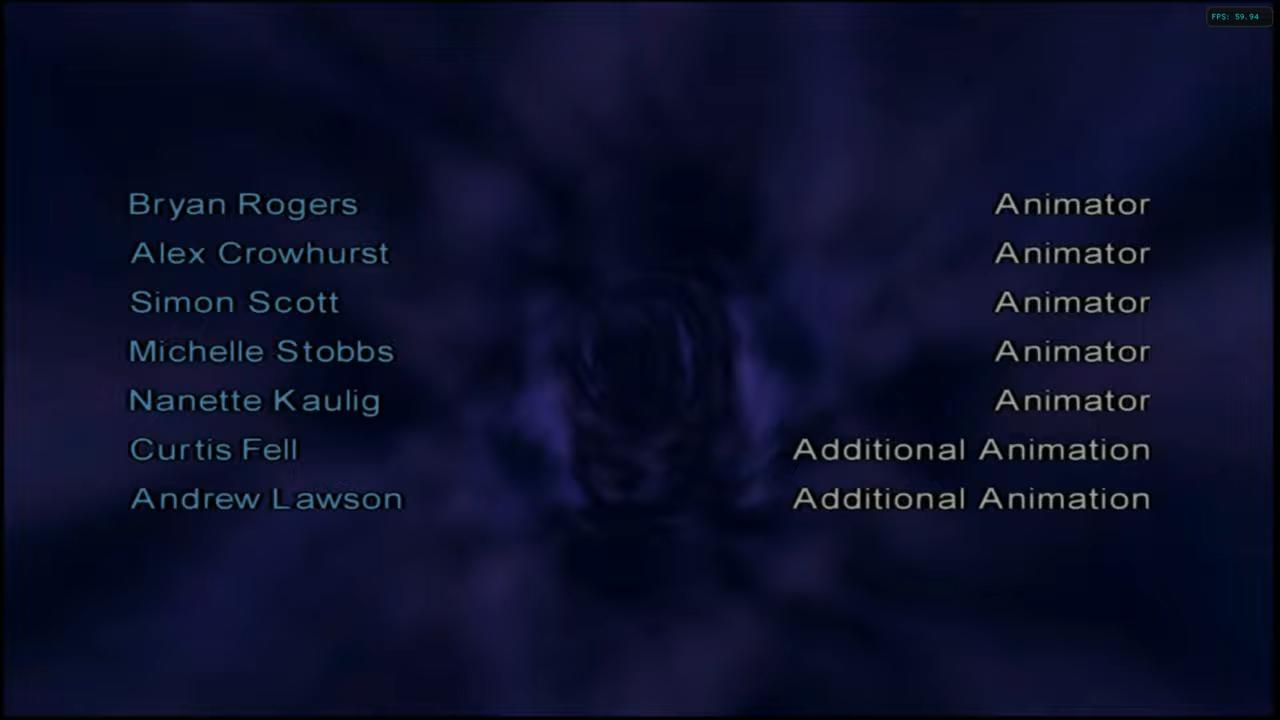 FPS: 59.94
Bryan Rogers Animator
Alex Crowhurst Animator
Simon Scott Animator
Michelle Stobbs Animator
Nanette Kaulig Animator
Curtis Fell Additional Animation
Andrew Lawson Additional Animation